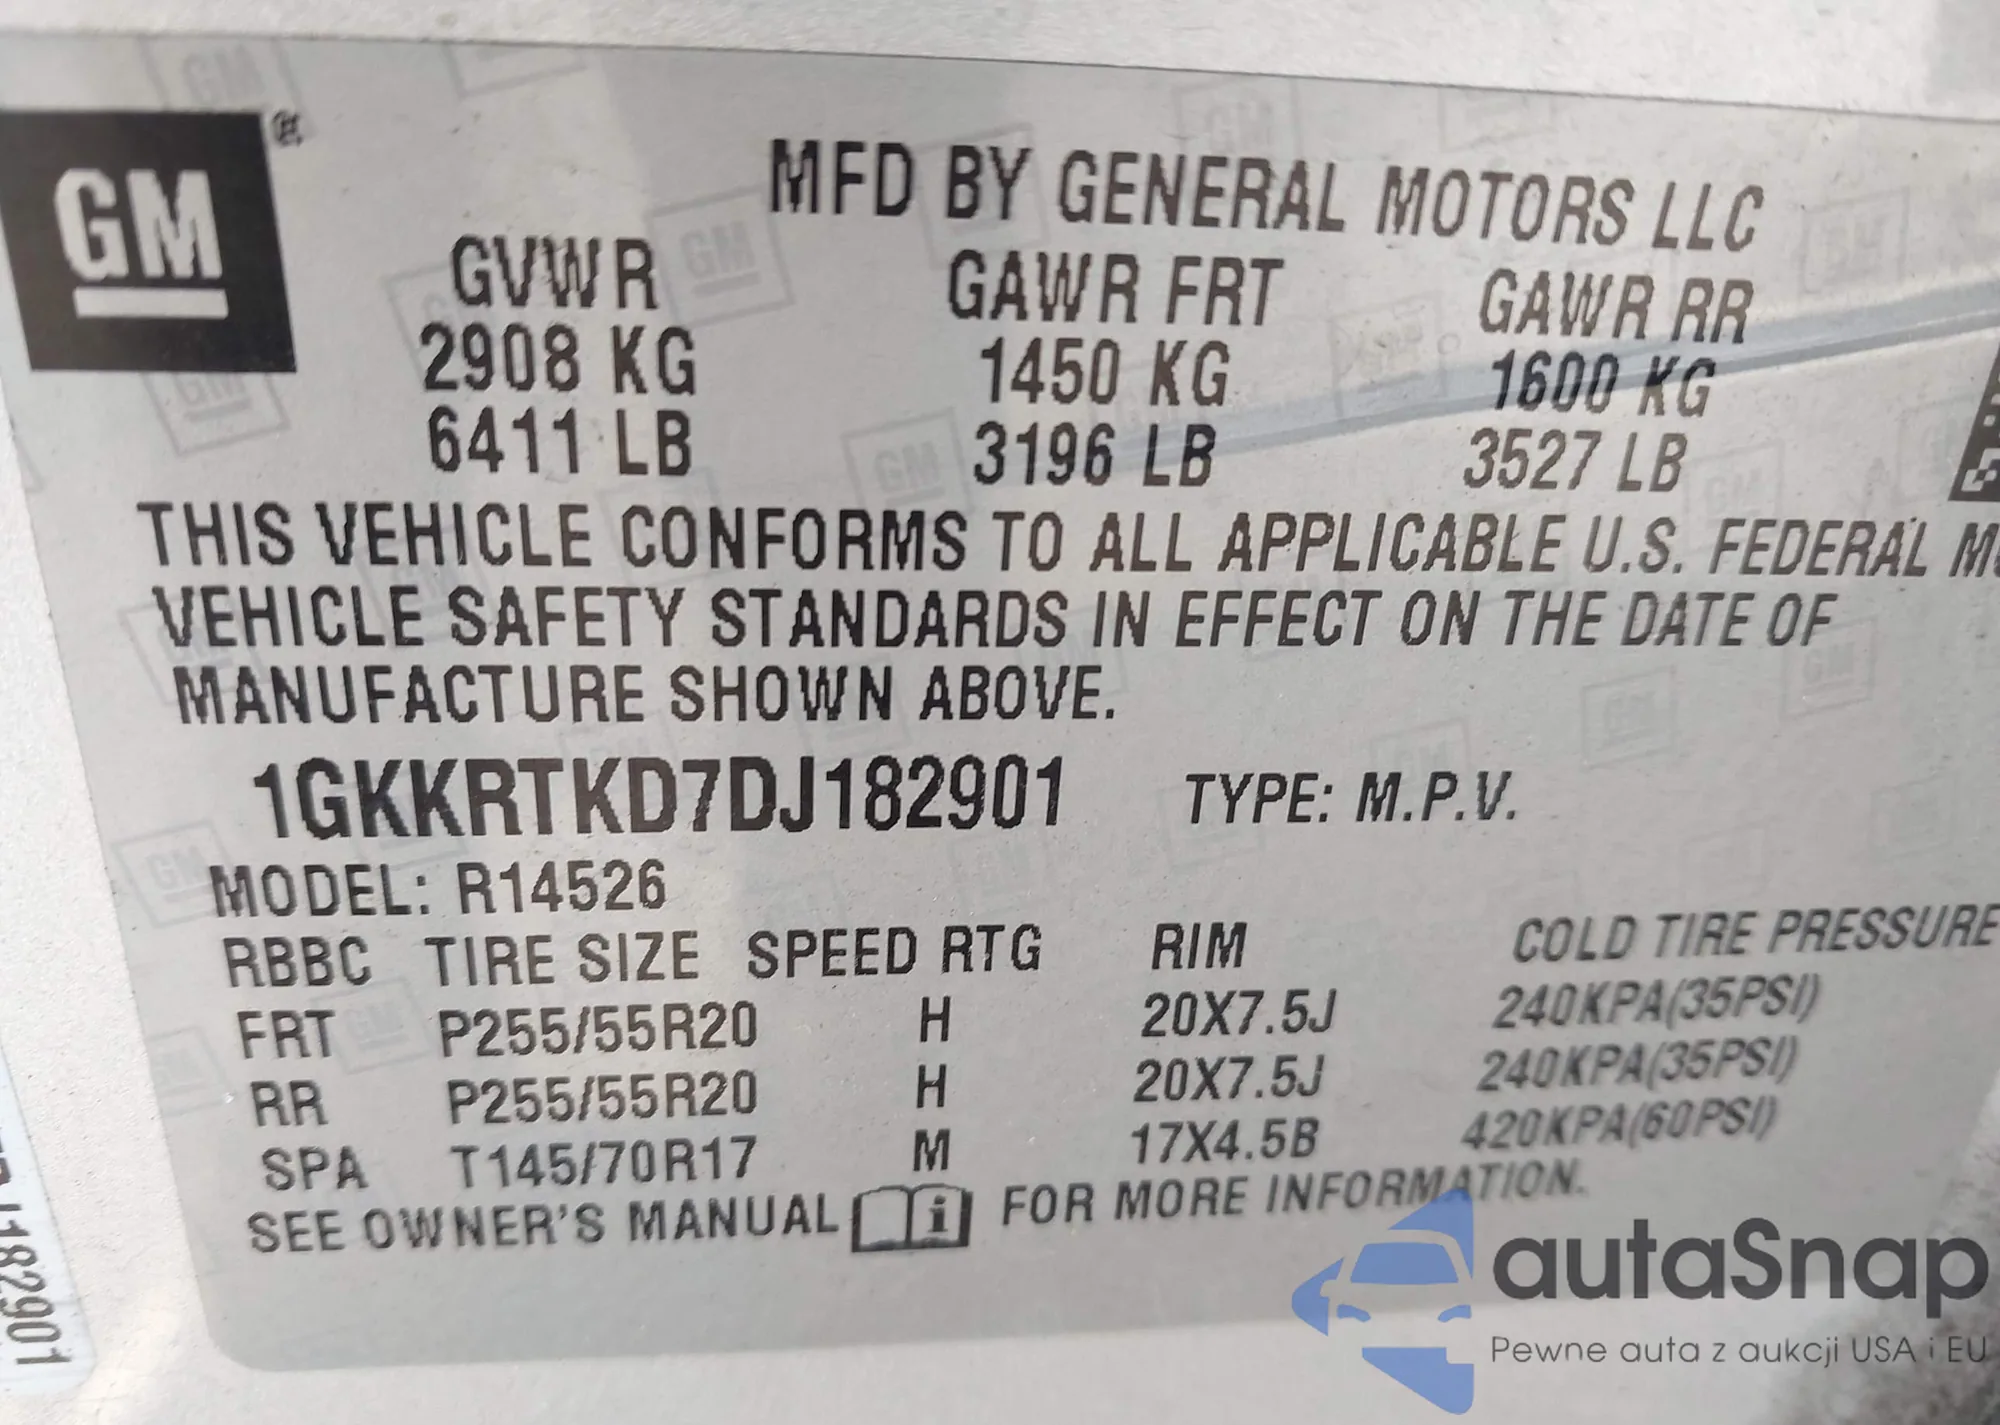 GM®
MFD BY GENERAL MOTORS LLC
GVWR GAWR FRT GAWR RR
2908 KG 1450 KG 1600 KG
6411 LB 3196 LB 3527 LB
THIS VEHICLE CONFORMS TO ALL APPLICABLE U.S. FEDERAL
VEHICLE SAFETY STANDARDS IN EFFECT ON THE DATE OF
MANUFACTURE SHOWN ABOVE.
1GKKRTKD7DJ182901 TYPE: M.P.V.
MODEL: R14526
RBBC TIRE SIZE SPEED RTG RIM COLD TIRE PRESSURE
FRT P255/55R20 H 20X7.5J 240KPA(35PSI)
RR P255/55R20 H 20X7.5J 240KPA(35PSI)
SPA T145/70R17 M 17X4.5B 420KPA(60PSI)
SEE OWNER'S MANUAL i FOR MORE INFORMATION.
J182901
autaSnap
Pewne auta z aukcji USA i EU